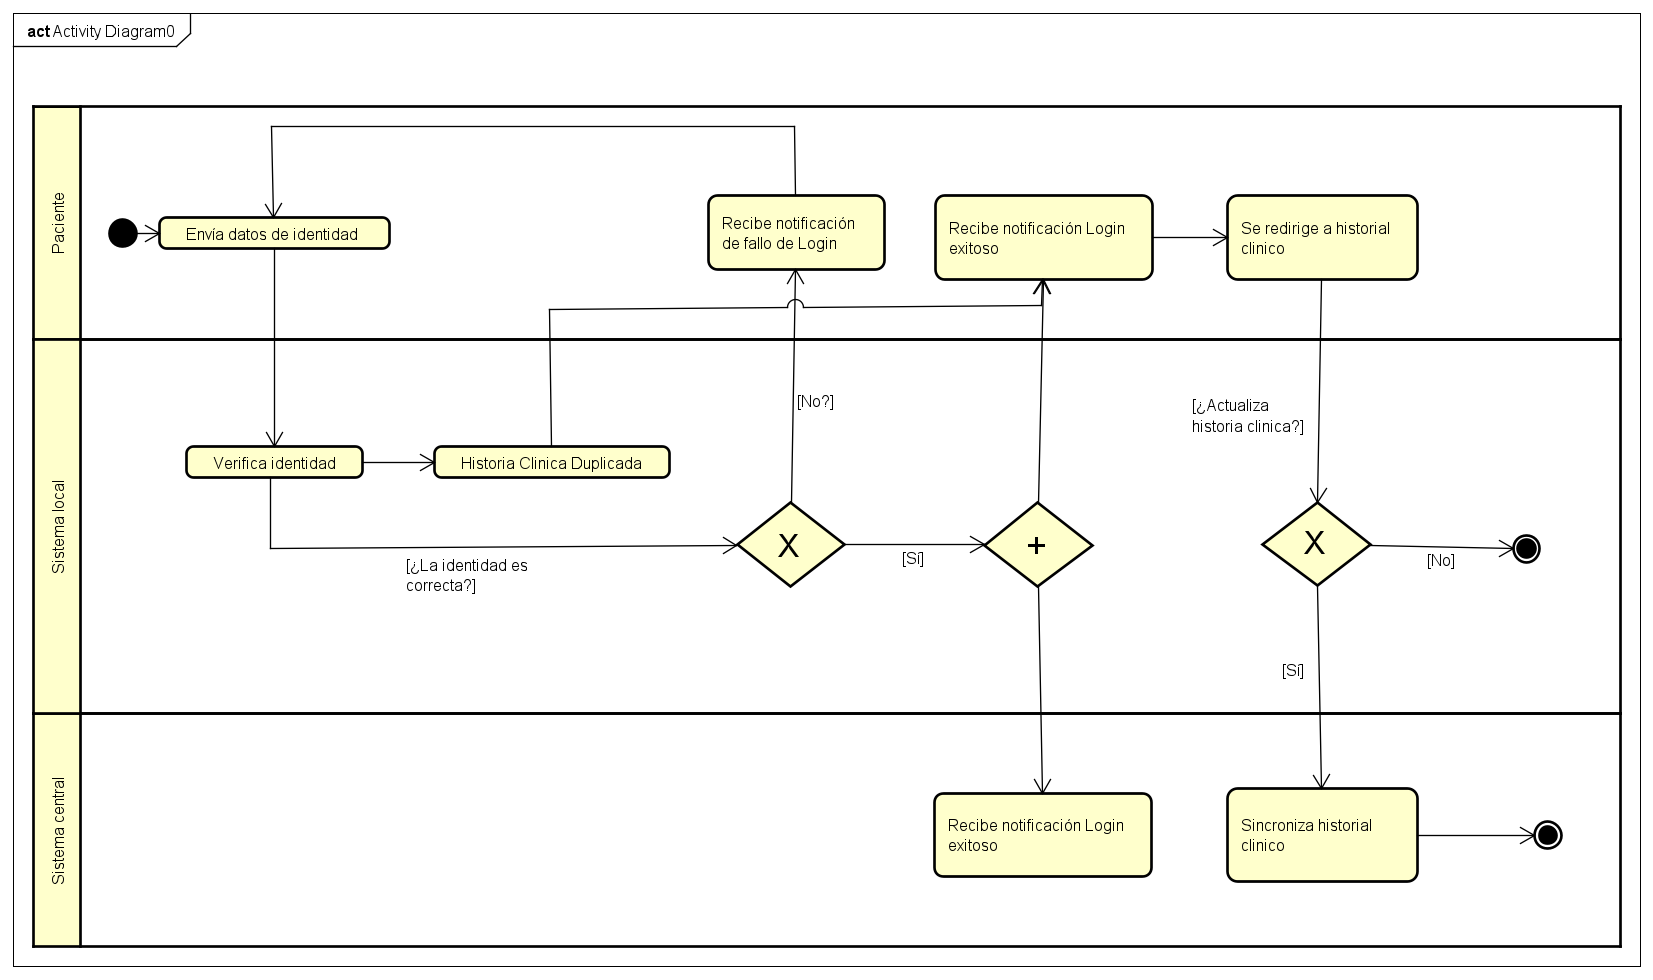 act Activity Diagram0
Paciente
Envía datos de identidad
Recibe notificación
de fallo de Login
Recibe notificación Login
exitoso
Se redirige a historial
clinico
Sistema local
[No?]
[¿Actualiza
historia clinica?]
Verifica identidad
Historia Clinica Duplicada
X
+
X
[¿La identidad es
correcta?]
[Sí]
[No]
[Sí]
Sistema central
Recibe notificación Login
exitoso
Sincroniza historial
clinico